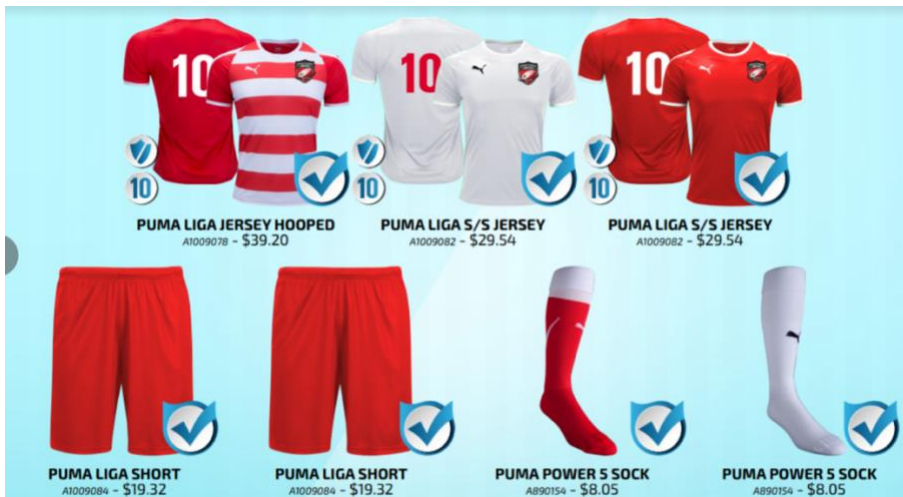 10
10
10
10
10
10
PUMA LIGA JERSEY HOOPED
A1009078 - $39.20
PUMA LIGA S/S JERSEY
A1009082 - $29.54
PUMA LIGA S/S JERSEY
A1009082 - $29.54
PUMA LIGA SHORT
A1009084 - $19.32
PUMA LIGA SHORT
A1009084 - $19.32
PUMA POWER 5 SOCK
A890154 - $8.05
PUMA POWER 5 SOCK
A890154 - $8.05